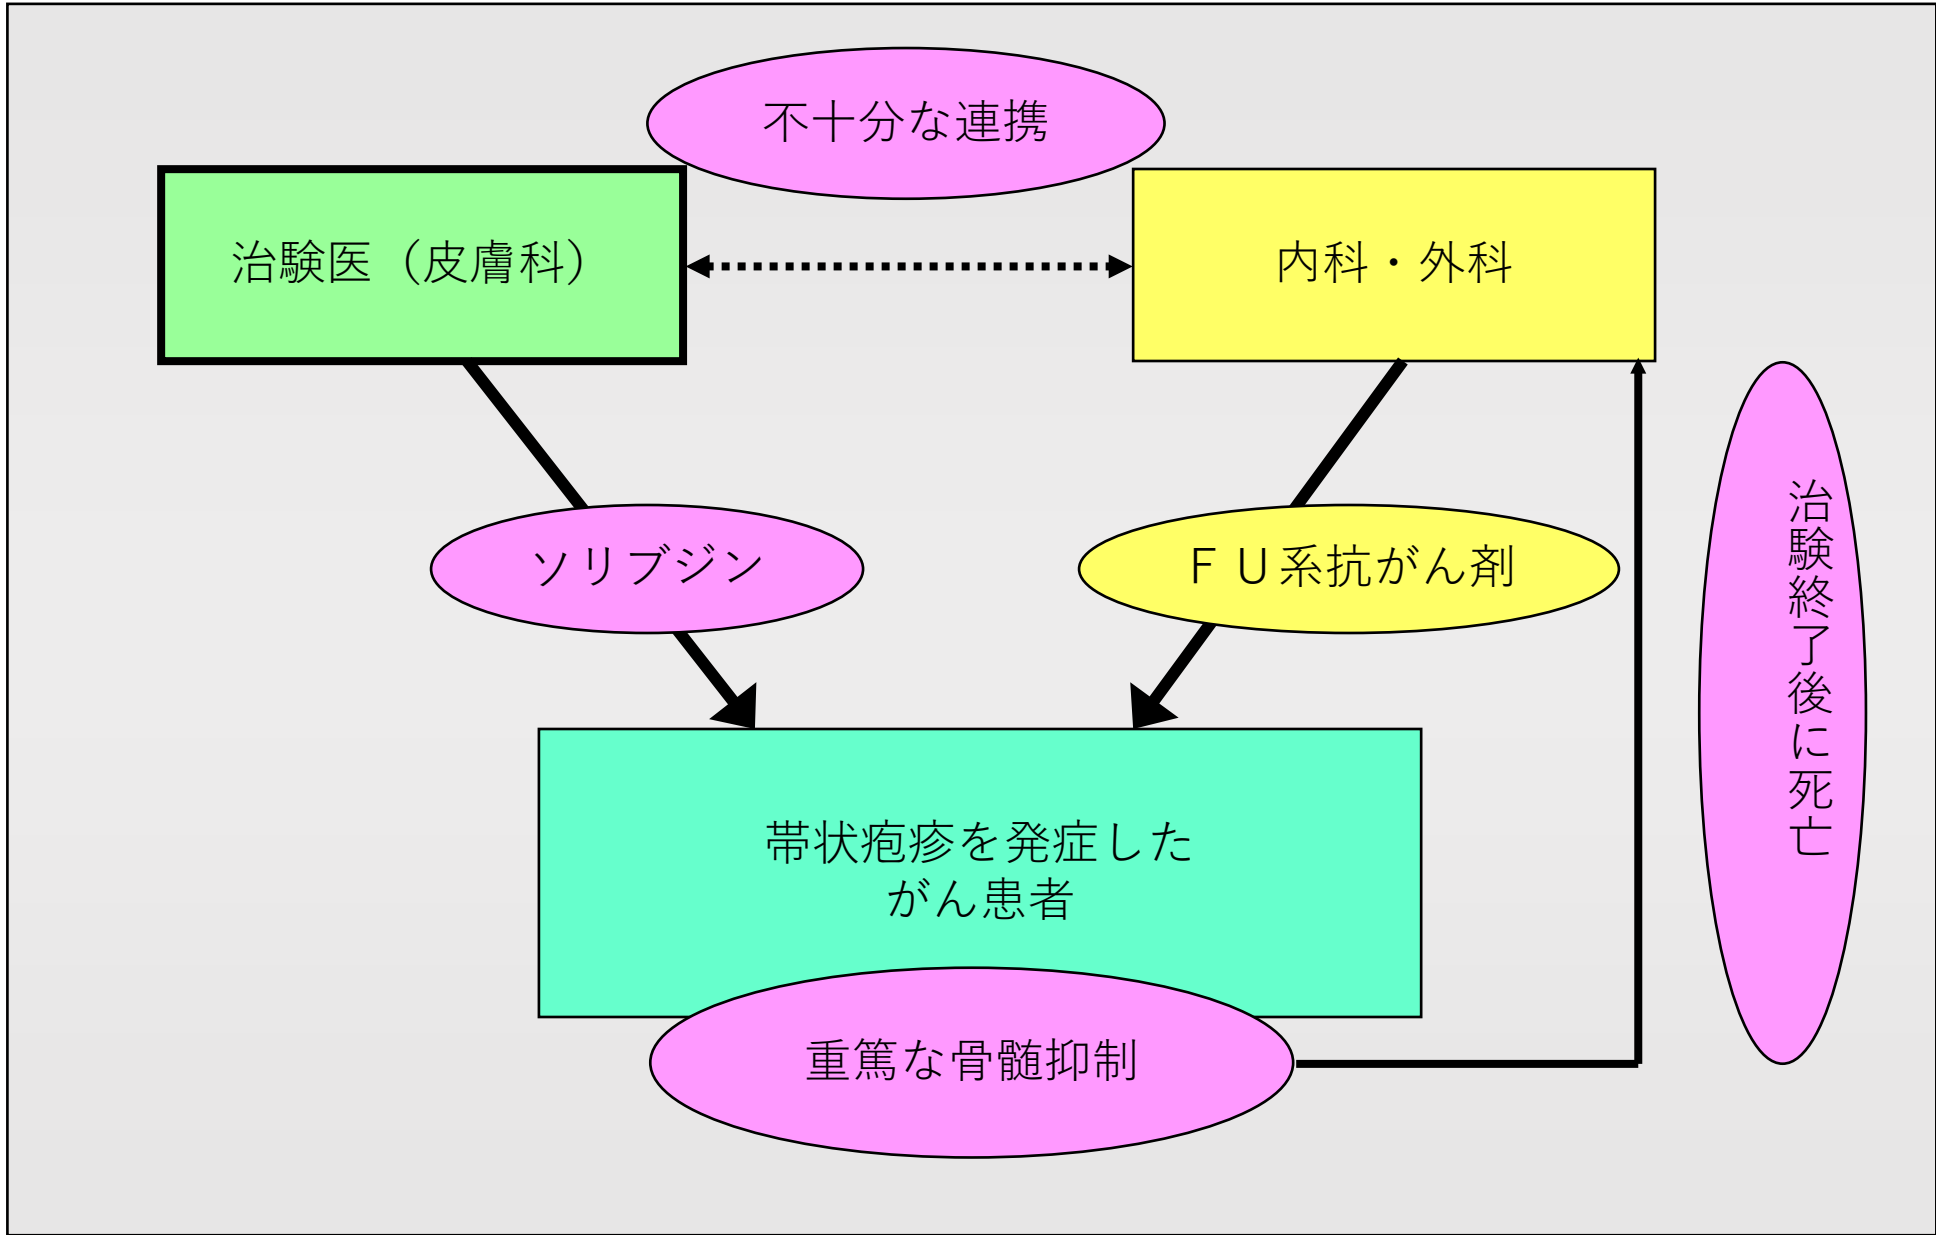 不十分な連携
治験医（皮膚科）
内科・外科
ソリブジン
ＦＵ系抗がん剤
帯状疱疹を発症した
がん患者
重篤な骨髄抑制
治験終了後に死亡